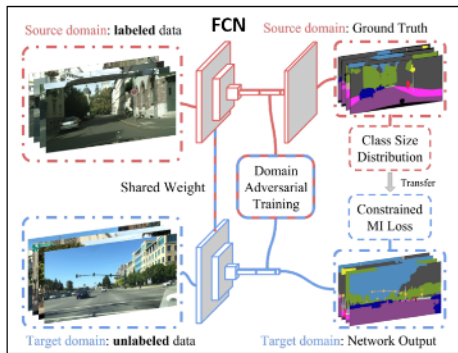 FCN
Source domain: labeled data
Source domain: Ground Truth
Class Size
Distribution
Transfer
Shared Weight
Domain
Adversarial
Training
Constrained
MI Loss
Target domain: unlabeled data
Target domain: Network Output